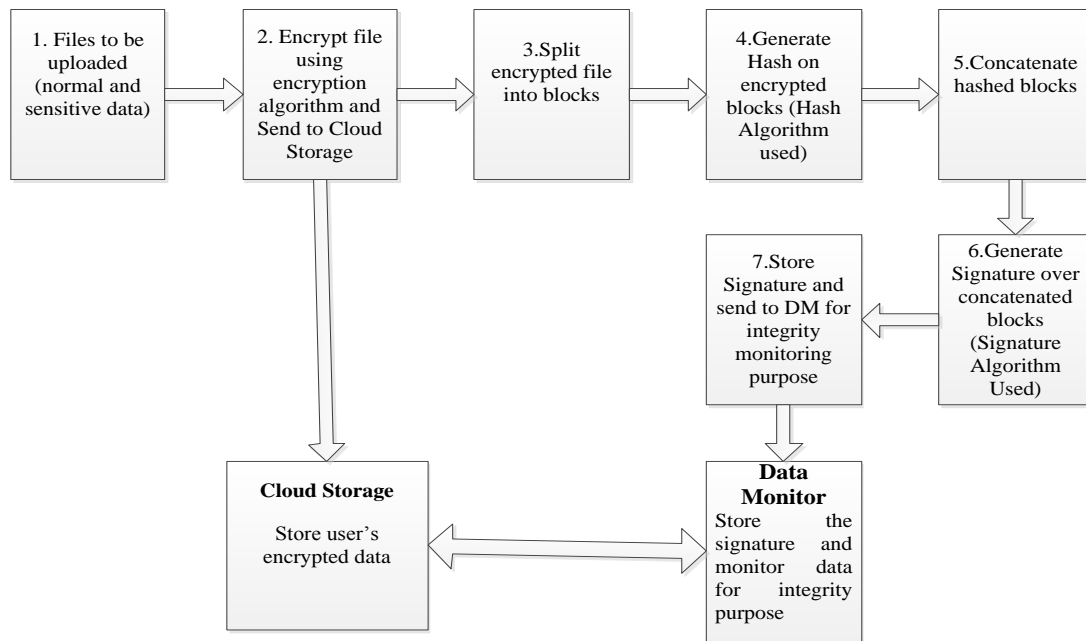 1. Files to be
uploaded
(normal and
sensitive data)
2. Encrypt file
using
encryption
algorithm and
Send to Cloud
Storage
3.Split
encrypted file
into blocks
4.Generate
Hash on
encrypted
blocks (Hash
Algorithm
used)
5.Concatenate
hashed blocks
6.Generate
Signature over
concatenated
blocks
(Signature
Algorithm
Used)
7.Store
Signature and
send to DM for
integrity
monitoring
purpose
Cloud Storage
Store user’s
encrypted data
Data
Monitor
Store the
signature and
monitor data
for integrity
purpose